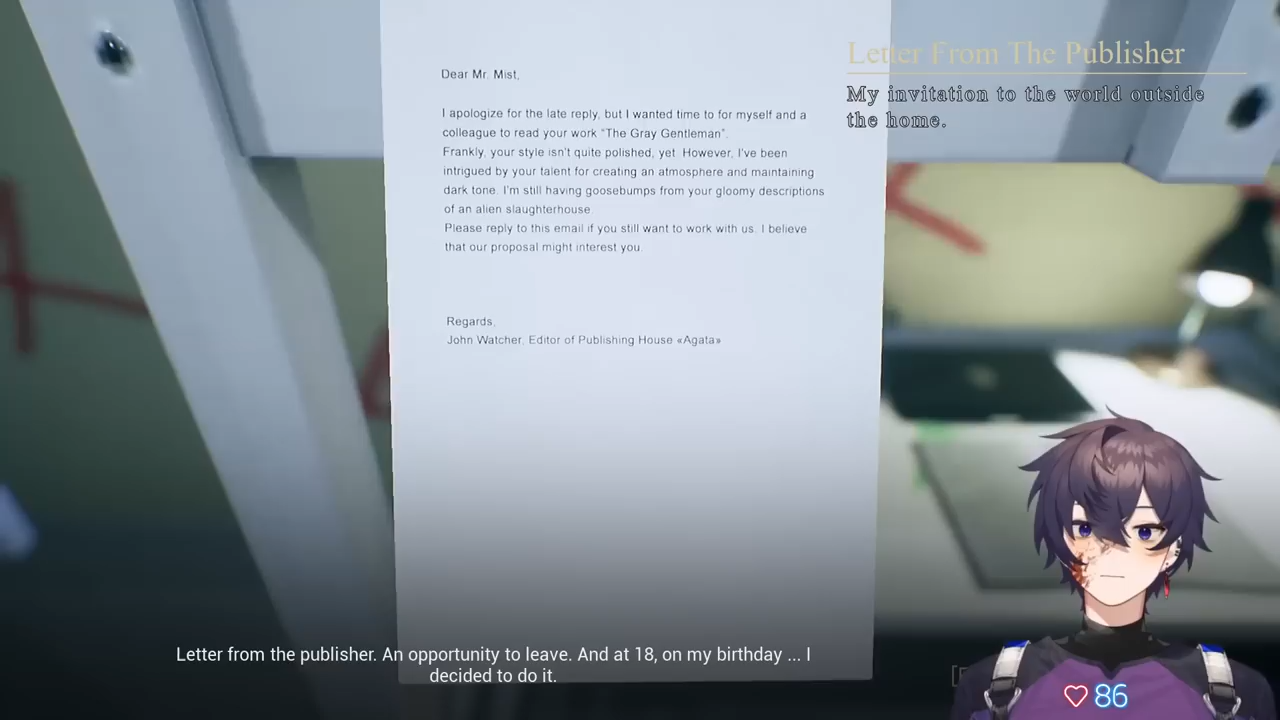 Letter From The Publisher
My invitation to the world outside
the home.
Dear Mr. Mist,
I apologize for the late reply, but I wanted time to for myself and a
colleague to read your work "The Gray Gentleman".
Frankly, your style isn't quite polished, yet. However, I've been
intrigued by your talent for creating an atmosphere and maintaining
dark tone. I'm still having goosebumps from your gloomy descriptions
of an alien slaughterhouse.
Please reply to this email if you still want to work with us. I believe
that our proposal might interest you.
Regards,
John Watcher, Editor of Publishing House «Agata»
Letter from the publisher. An opportunity to leave. And at 18, on my birthday ... I
decided to do it.
86